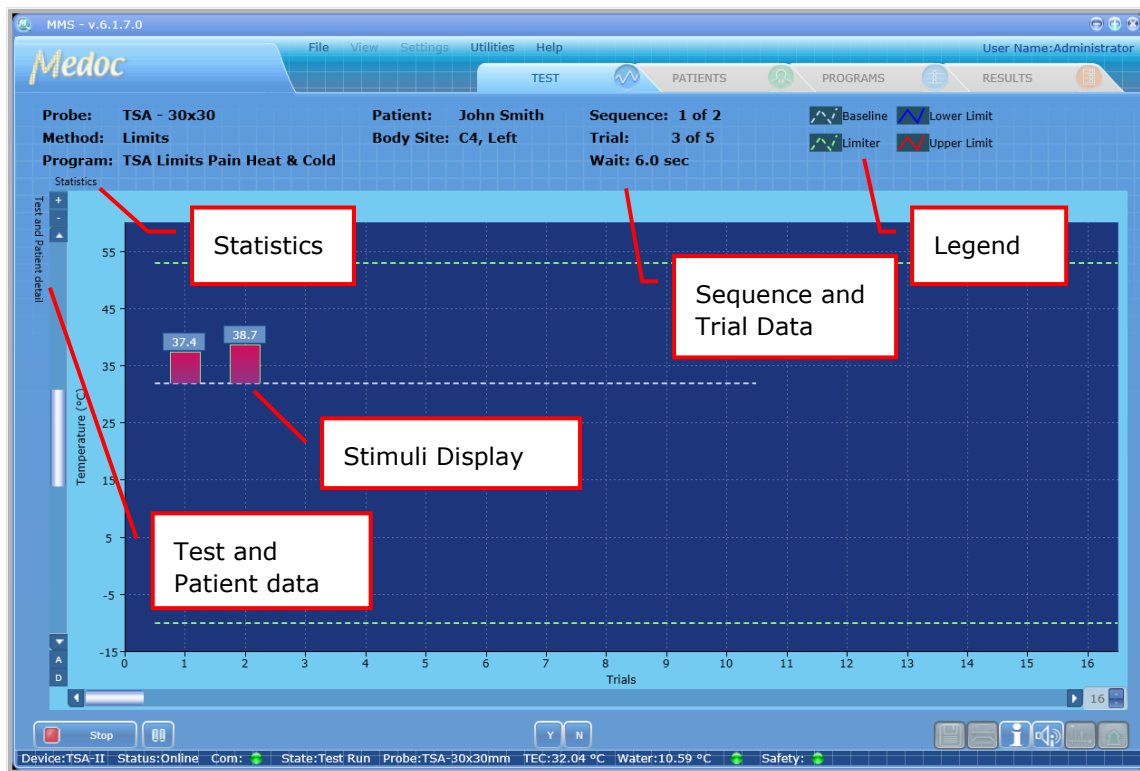 MMS - v.6.1.7.0
Medoc
File View Settings Utilities Help
User Name:Administrator
TEST PATIENTS PROGRAMS RESULTS
Probe: TSA - 30x30
Method: Limits
Program: TSA Limits Pain Heat & Cold
Patient: John Smith
Body Site: C4, Left
Sequence: 1 of 2
Trial: 3 of 5
Wait: 6.0 sec
Baseline Lower Limit
Limiter Upper Limit
Statistics
Test and Patient detail
+
-
Statistics
Legend
Sequence and
Trial Data
Stimuli Display
Test and
Patient data
Temperature (°C)
55
45
35
25
15
5
-5
-15
37.4
38.7
0 1 2 3 4 5 6 7 8 9 10 11 12 13 14 15 16
Trials
A
D
16
Stop
Y N
Device:TSA-II Status:Online Com: State:Test Run Probe:TSA-30x30mm TEC:32.04 °C Water:10.59 °C Safety: